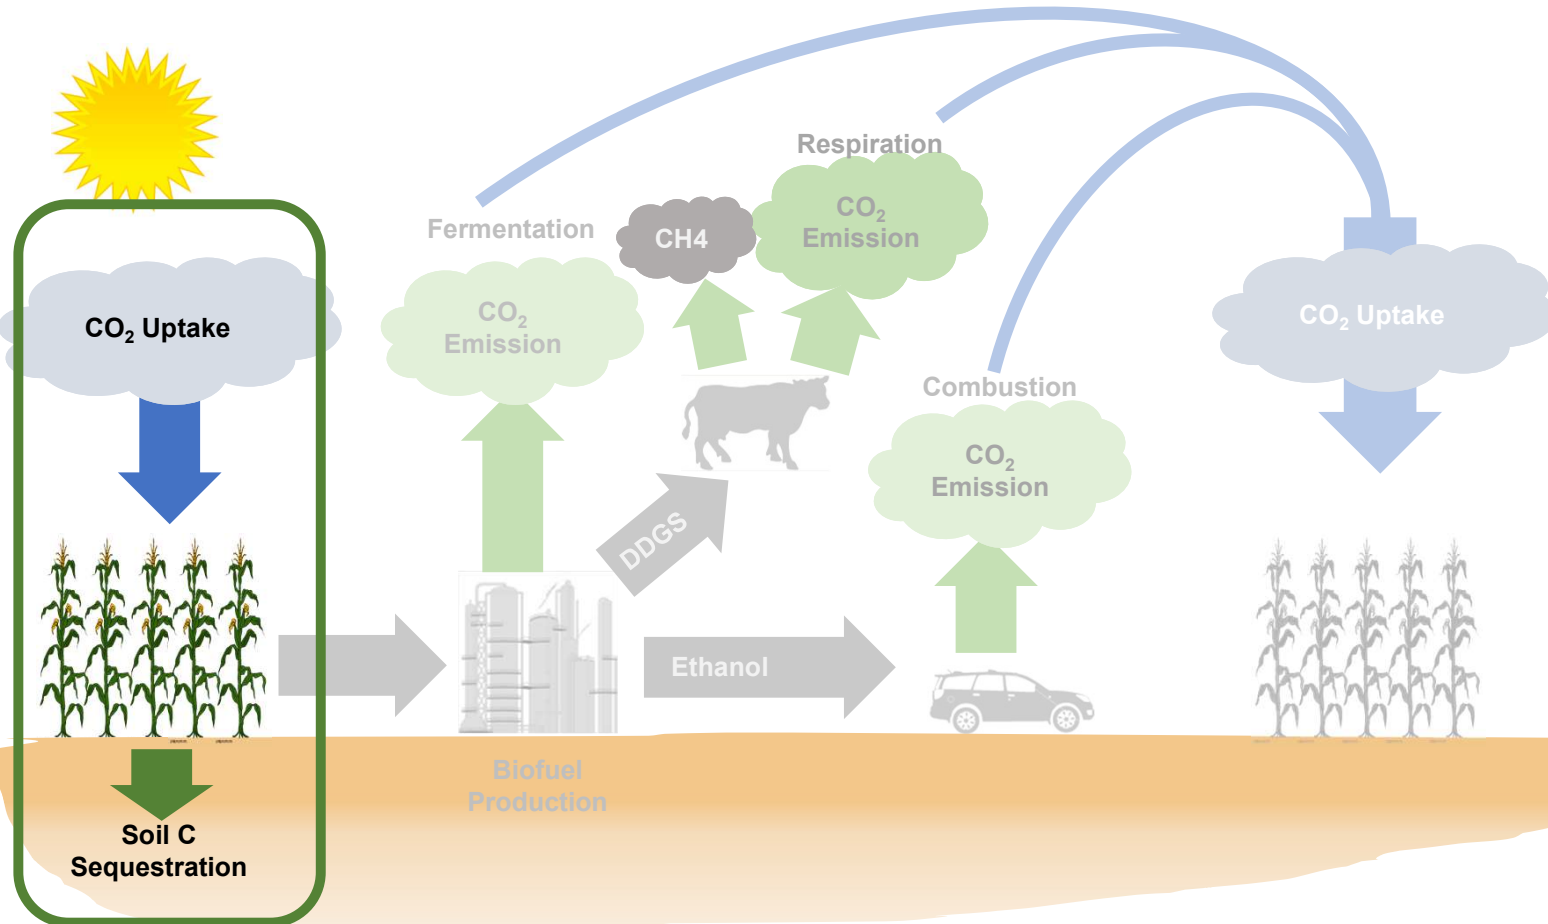 Respiration
CO₂
Emission
CH4
Fermentation
CO₂
Emission
CO₂ Uptake
CO₂ Uptake
Combustion
CO₂
Emission
DDGS
Ethanol
Biofuel
Production
Soil C
Sequestration